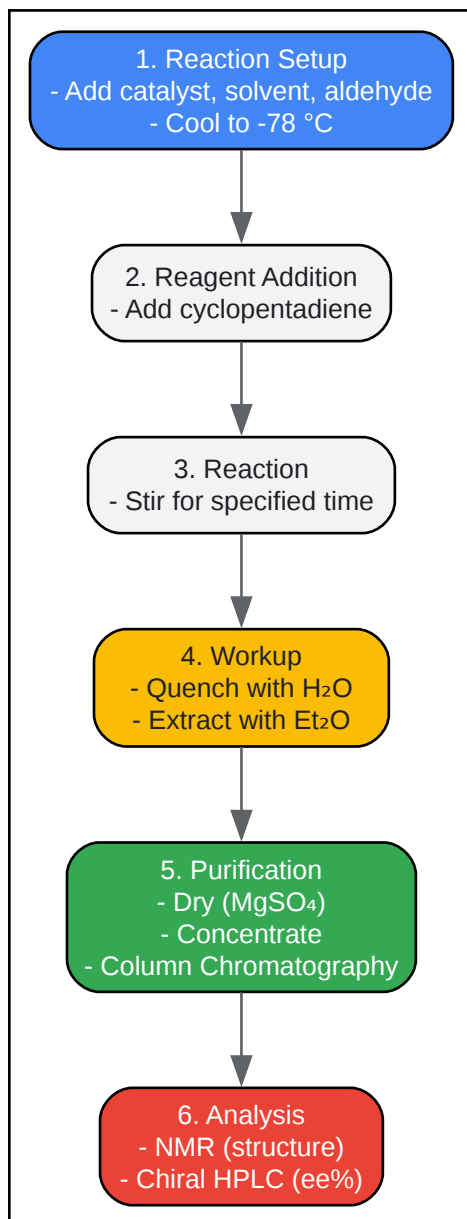 1. Reaction Setup
- Add catalyst, solvent, aldehyde
- Cool to -78 °C
2. Reagent Addition
- Add cyclopentadiene
3. Reaction
- Stir for specified time
4. Workup
- Quench with H₂O
- Extract with Et₂O
5. Purification
- Dry (MgSO₄)
- Concentrate
- Column Chromatography
6. Analysis
- NMR (structure)
- Chiral HPLC (ee%)